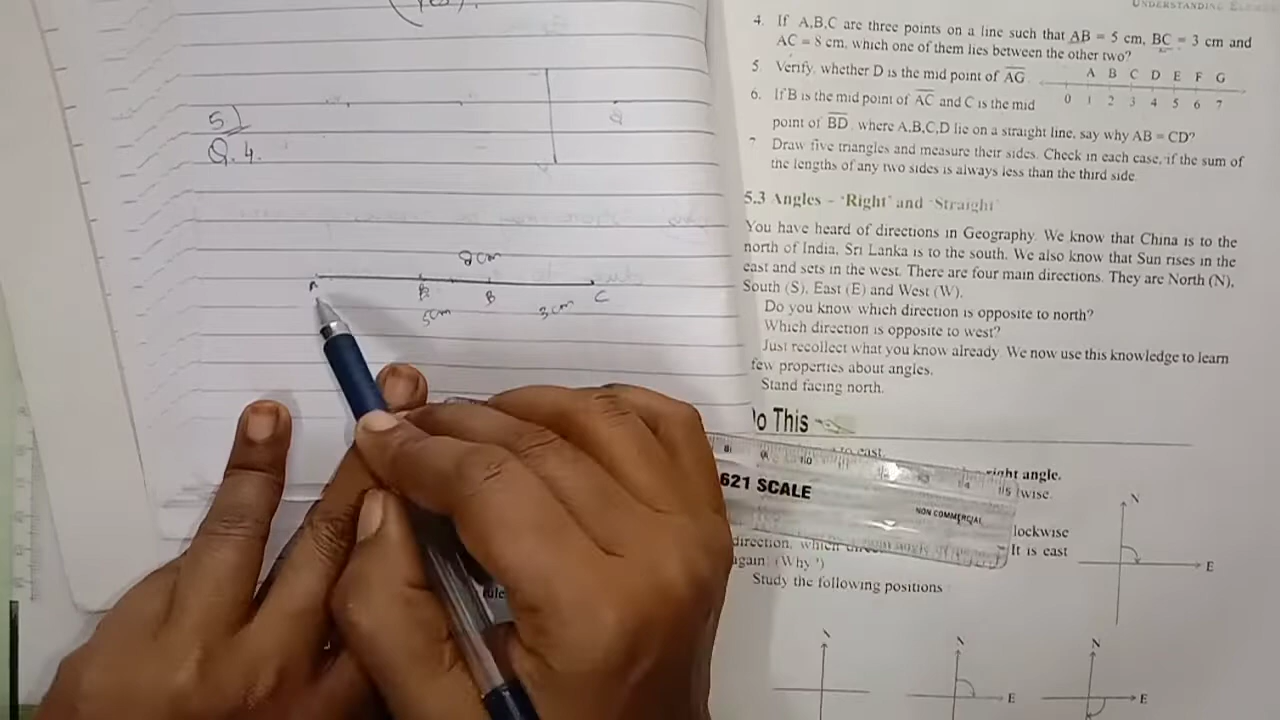 (Yes).
5)
Q.4.
8cm
A
B
B
C
5cm
3cm
UNDERSTANDING
4. If A,B,C are three points on a line such that AB = 5 cm, BC = 3 cm and
AC = 8 cm, which one of them lies between the other two?
5. Verify, whether D is the mid point of AG.
A B C D E F G
0 1 2 3 4 5 6 7
6. If B is the mid point of AC and C is the mid
point of BD, where A,B,C,D lie on a straight line, say why AB = CD?
7. Draw five triangles and measure their sides. Check in each case, if the sum of
the lengths of any two sides is always less than the third side.
5.3 Angles – 'Right' and 'Straight'
You have heard of directions in Geography. We know that China is to the
north of India, Sri Lanka is to the south. We also know that Sun rises in the
east and sets in the west. There are four main directions. They are North (N),
South (S), East (E) and West (W).
Do you know which direction is opposite to north?
Which direction is opposite to west?
Just recollect what you know already. We now use this knowledge to learn
few properties about angles.
Stand facing north.
Do This
to east.
right angle.
wise.
621 SCALE
NON COMMERCIAL
lockwise
direction, which
It is east
again. (Why ?)
Study the following positions
N
E
N
E
N
E